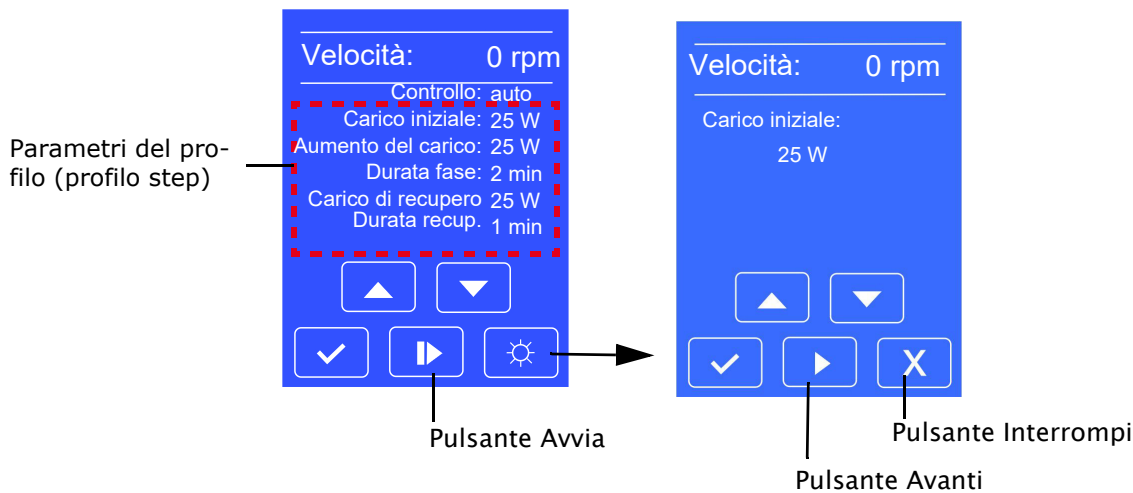 Velocità: 0 rpm
Controllo: auto
Carico iniziale: 25 W
Aumento del carico: 25 W
Durata fase: 2 min
Carico di recupero 25 W
Durata recup. 1 min
Parametri del pro-
filo (profilo step)
Pulsante Avvia
Velocità: 0 rpm
Carico iniziale:
25 W
X
Pulsante Interrompi
Pulsante Avanti